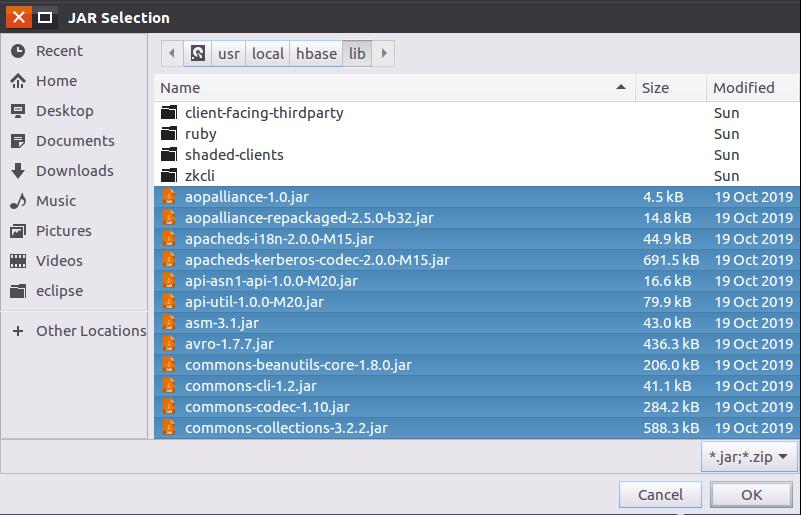 JAR Selection
Recent
Home
Desktop
Documents
Downloads
Music
Pictures
Videos
eclipse
Other Locations
usr local hbase lib
Name Size Modified
client-facing-thirdparty Sun
ruby Sun
shaded-clients Sun
zkcli Sun
aopalliance-1.0.jar 4.5 kB 19 Oct 2019
aopalliance-repackaged-2.5.0-b32.jar 14.8 kB 19 Oct 2019
apacheds-i18n-2.0.0-M15.jar 44.9 kB 19 Oct 2019
apacheds-kerberos-codec-2.0.0-M15.jar 691.5 kB 19 Oct 2019
api-asn1-api-1.0.0-M20.jar 16.6 kB 19 Oct 2019
api-util-1.0.0-M20.jar 79.9 kB 19 Oct 2019
asm-3.1.jar 43.0 kB 19 Oct 2019
avro-1.7.7.jar 436.3 kB 19 Oct 2019
commons-beanutils-core-1.8.0.jar 206.0 kB 19 Oct 2019
commons-cli-1.2.jar 41.1 kB 19 Oct 2019
commons-codec-1.10.jar 284.2 kB 19 Oct 2019
commons-collections-3.2.2.jar 588.3 kB 19 Oct 2019
*.jar;*.zip
Cancel OK